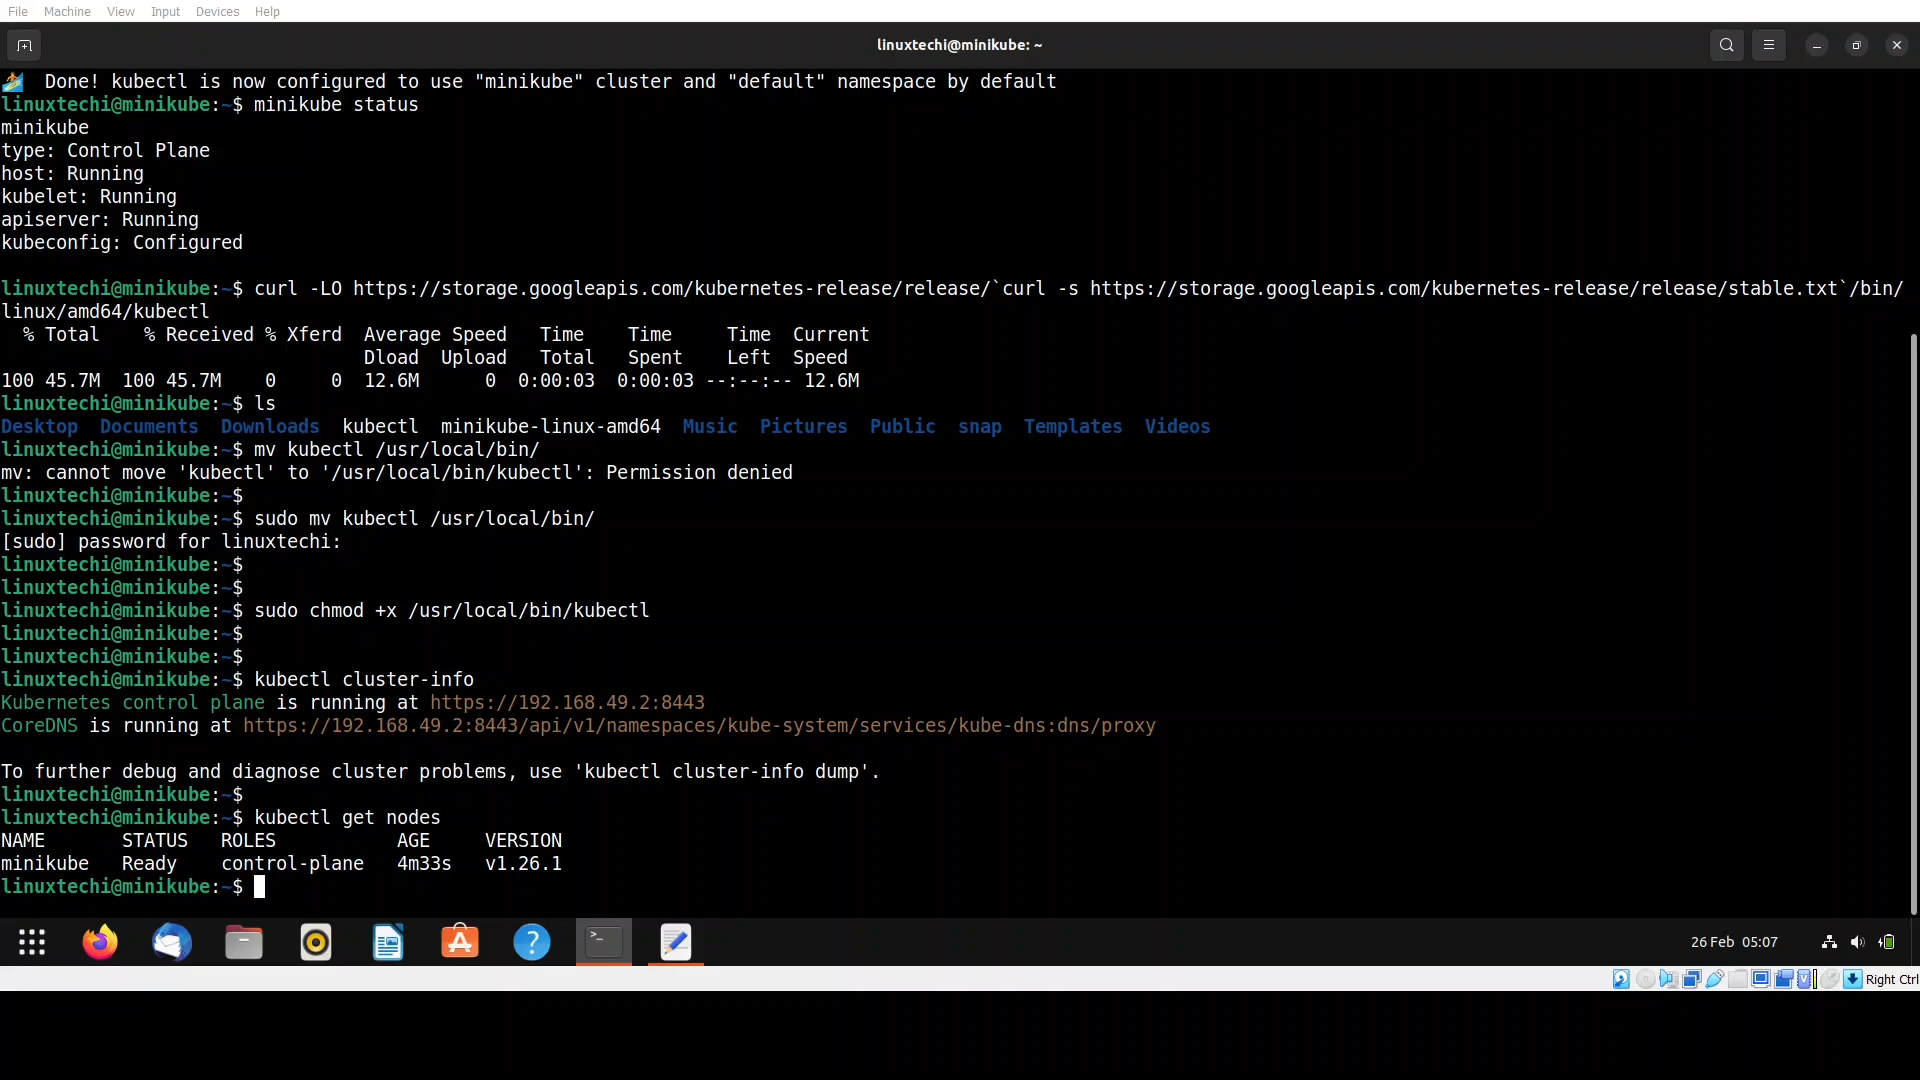 File Machine View Input Devices Help
linuxtechi@minikube: ~
Done! kubectl is now configured to use "minikube" cluster and "default" namespace by default
linuxtechi@minikube:~$ minikube status
minikube
type: Control Plane
host: Running
kubelet: Running
apiserver: Running
kubeconfig: Configured
linuxtechi@minikube:~$ curl -LO https://storage.googleapis.com/kubernetes-release/release/`curl -s https://storage.googleapis.com/kubernetes-release/release/stable.txt`/bin/
linux/amd64/kubectl
% Total % Received % Xferd Average Speed Time Time Time Current
Dload Upload Total Spent Left Speed
100 45.7M 100 45.7M 0 0 12.6M 0 0:00:03 0:00:03 --:--:-- 12.6M
linuxtechi@minikube:~$ ls
Desktop Documents Downloads kubectl minikube-linux-amd64 Music Pictures Public snap Templates Videos
linuxtechi@minikube:~$ mv kubectl /usr/local/bin/
mv: cannot move 'kubectl' to '/usr/local/bin/kubectl': Permission denied
linuxtechi@minikube:~$
linuxtechi@minikube:~$ sudo mv kubectl /usr/local/bin/
[sudo] password for linuxtechi:
linuxtechi@minikube:~$
linuxtechi@minikube:~$
linuxtechi@minikube:~$ sudo chmod +x /usr/local/bin/kubectl
linuxtechi@minikube:~$
linuxtechi@minikube:~$
linuxtechi@minikube:~$ kubectl cluster-info
Kubernetes control plane is running at https://192.168.49.2:8443
CoreDNS is running at https://192.168.49.2:8443/api/v1/namespaces/kube-system/services/kube-dns:dns/proxy
To further debug and diagnose cluster problems, use 'kubectl cluster-info dump'.
linuxtechi@minikube:~$
linuxtechi@minikube:~$ kubectl get nodes
NAME STATUS ROLES AGE VERSION
minikube Ready control-plane 4m33s v1.26.1
linuxtechi@minikube:~$
26 Feb 05:07
Right Ctrl